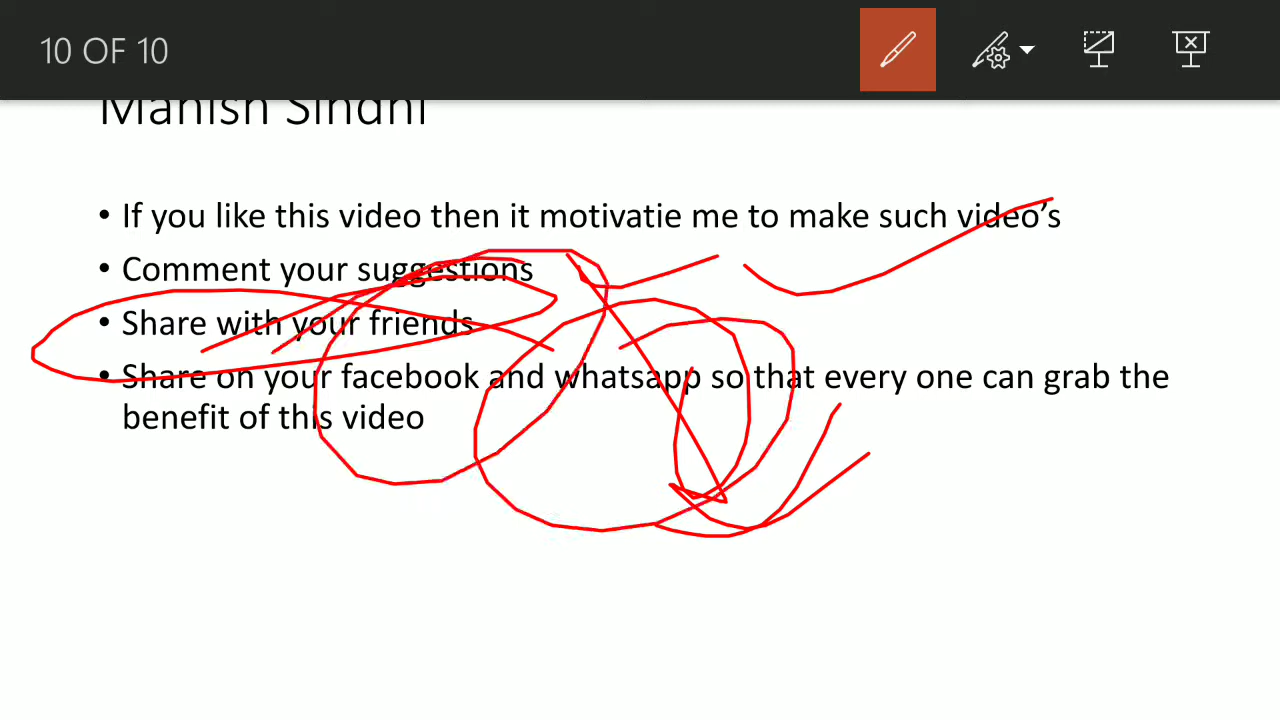 10 OF 10
Manish Sindhi
• If you like this video then it motivatie me to make such video’s
• Comment your suggestions
• Share with your friends
• Share on your facebook and whatsapp so that every one can grab the
benefit of this video